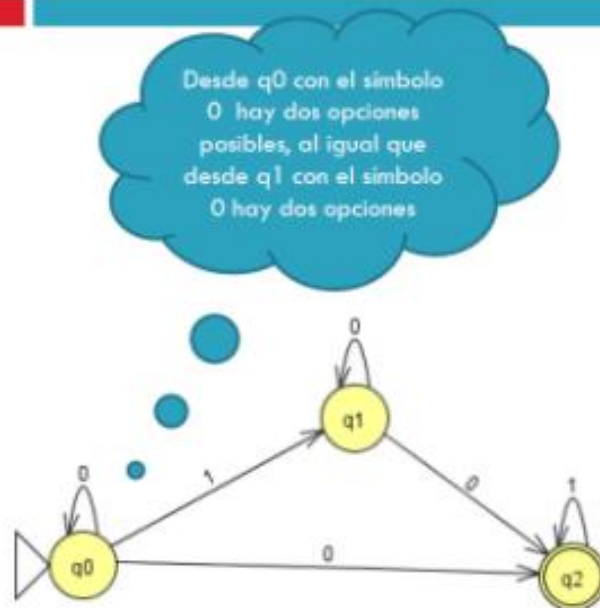 Desde q0 con el simbolo
0 hay dos opciones
posibles, al igual que
desde q1 con el simbolo
0 hay dos opciones
0
q1
0
1
0
1
0
q0
q2